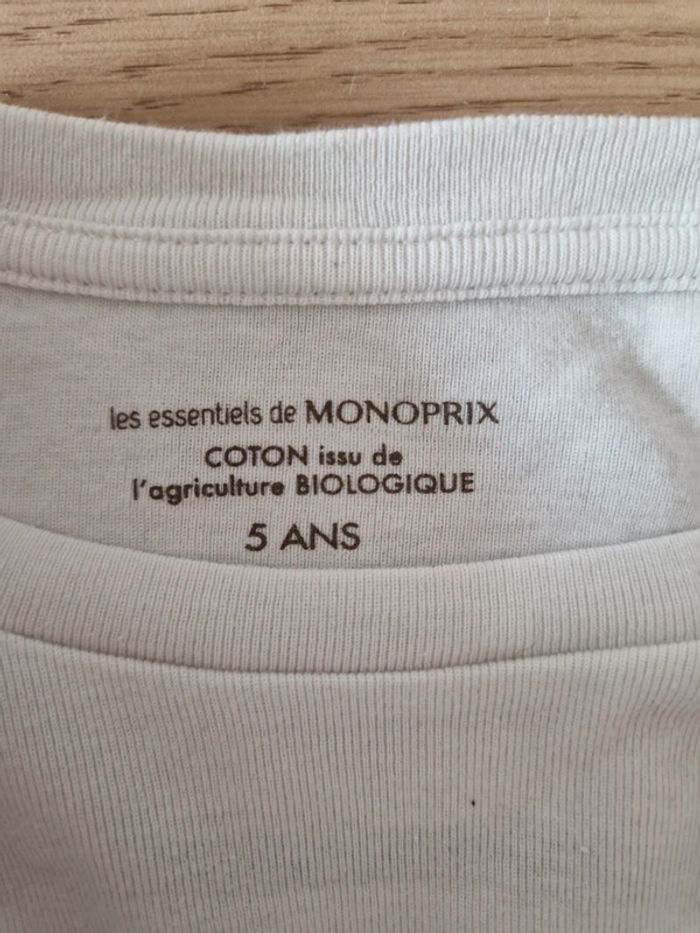 les essentiels de MONOPRIX
COTON issu de
l'agriculture BIOLOGIQUE
5 ANS